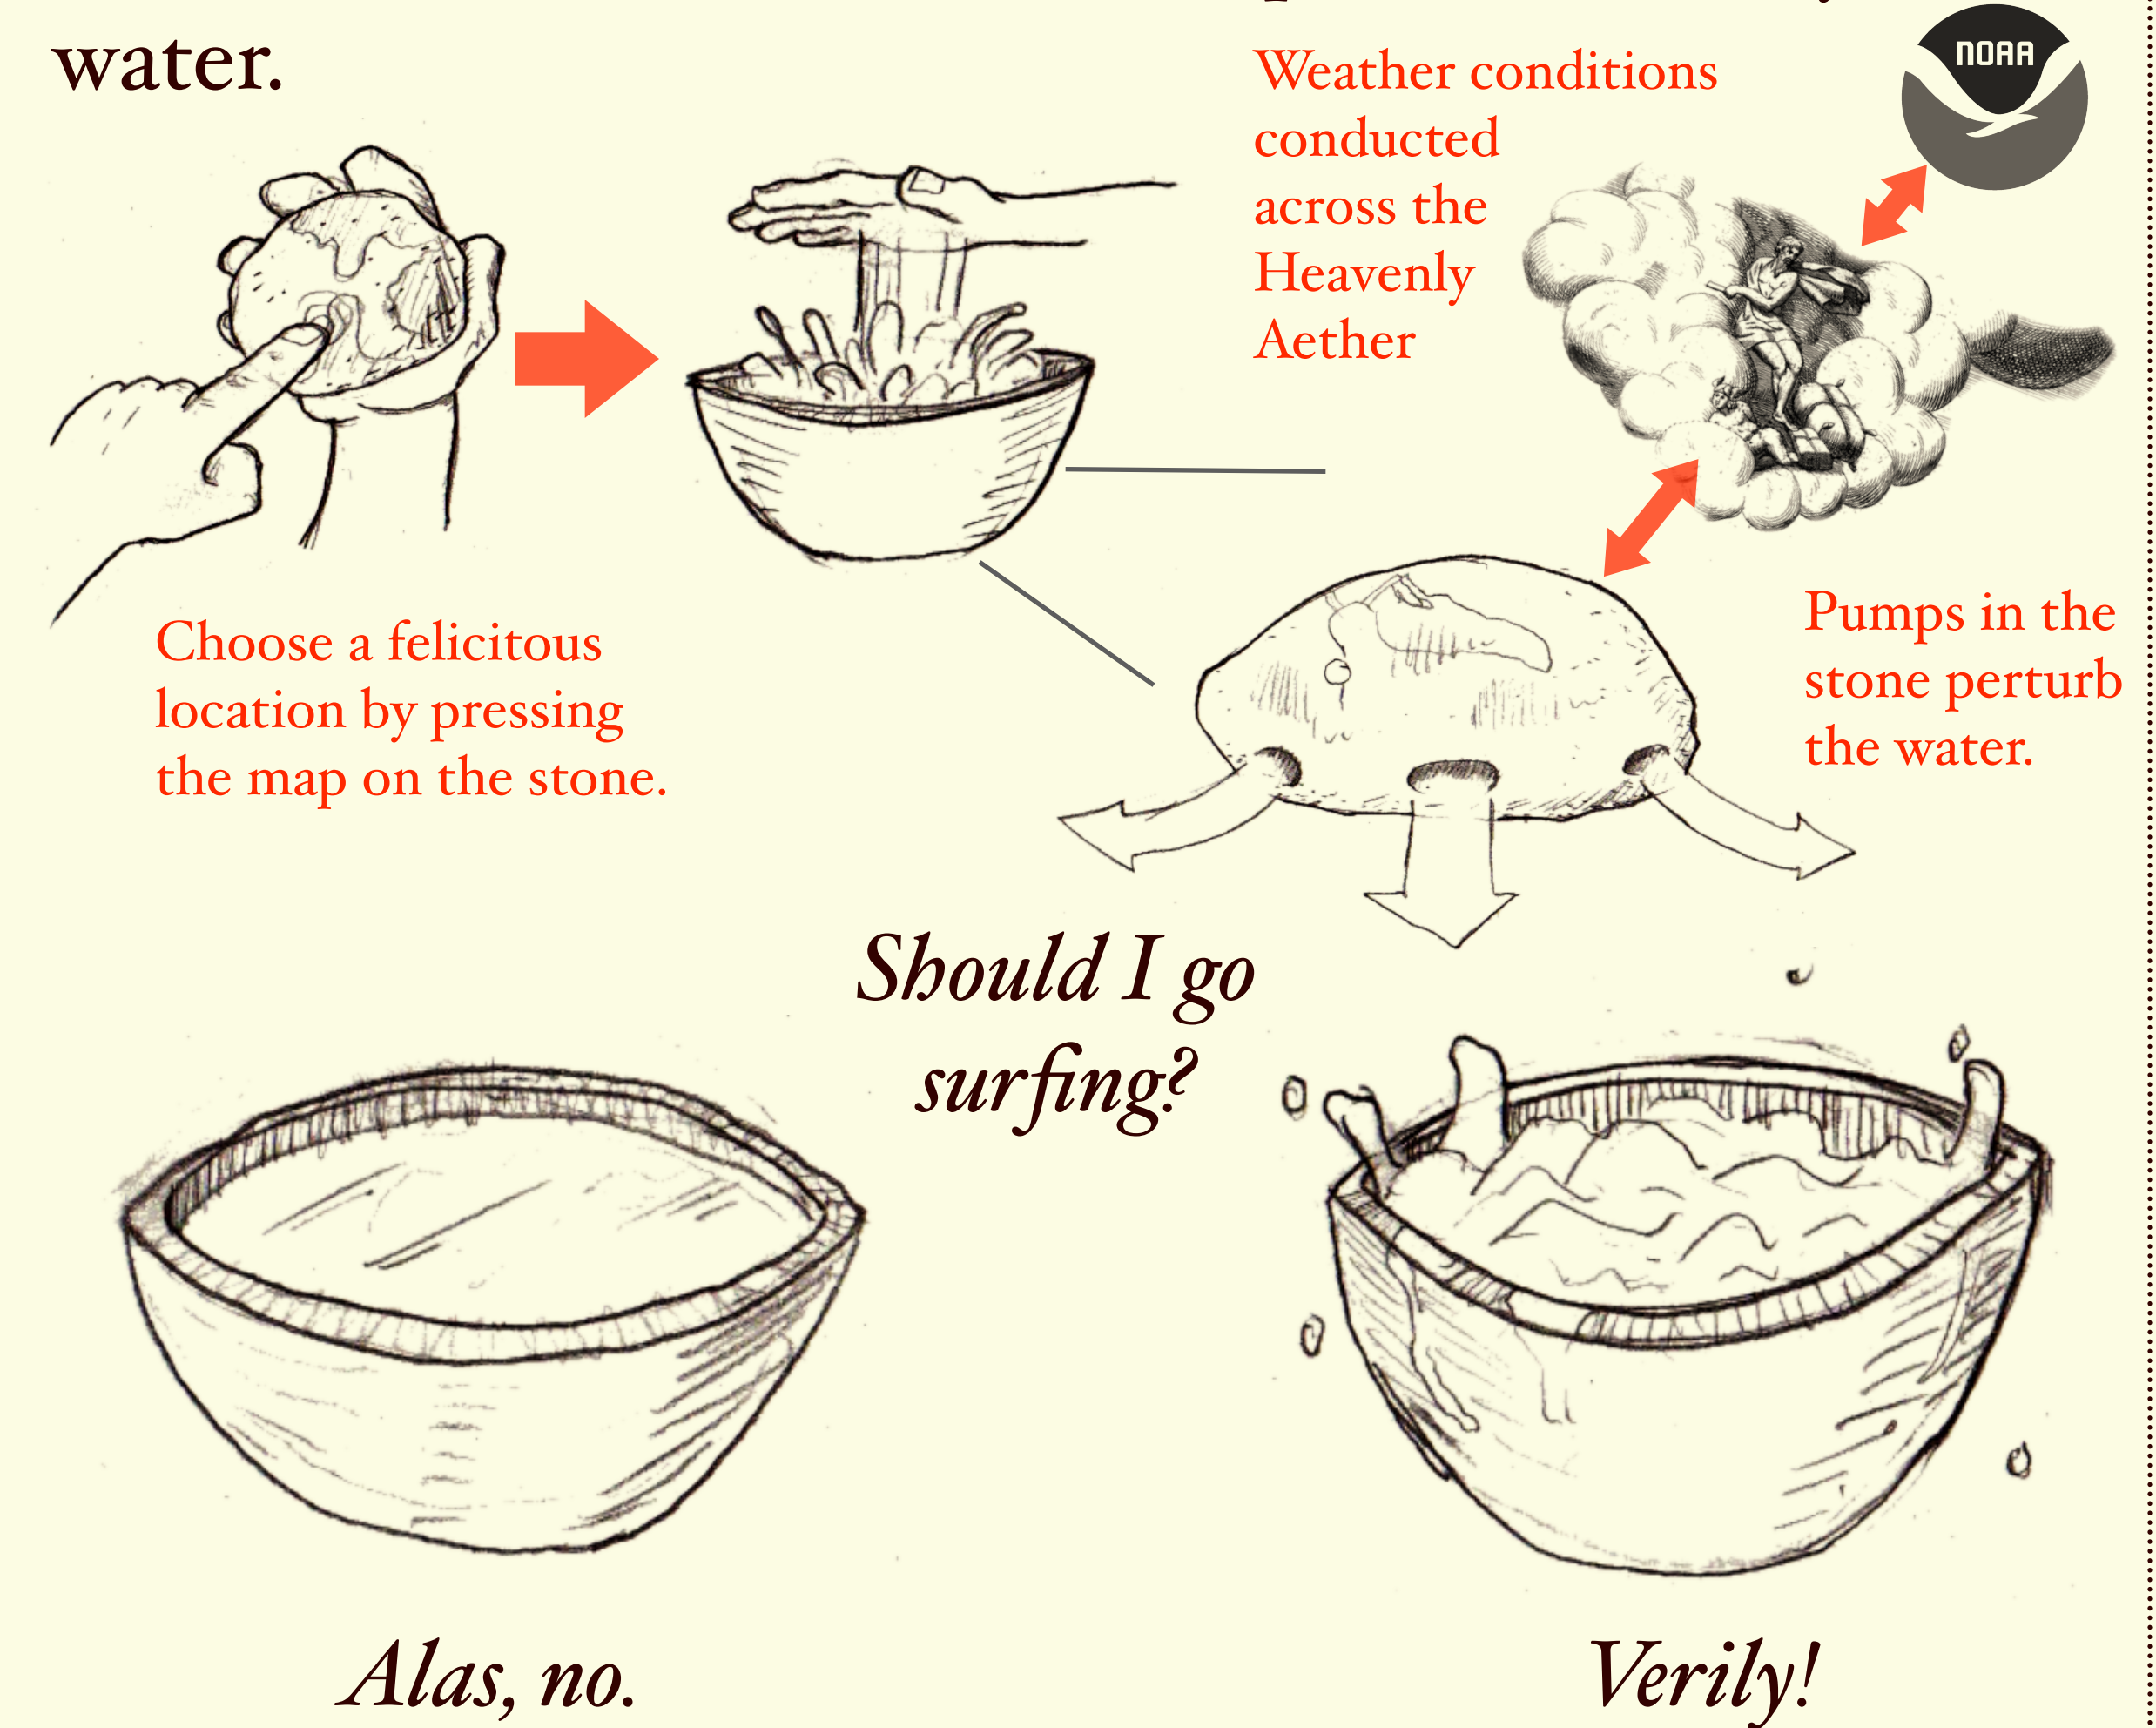 water.
Weather conditions
conducted
across the
Heavenly
Aether
NOAA
Choose a felicitous
location by pressing
the map on the stone.
Pumps in the
stone perturb
the water.
Should I go
surfing?
Alas, no.
Verily!